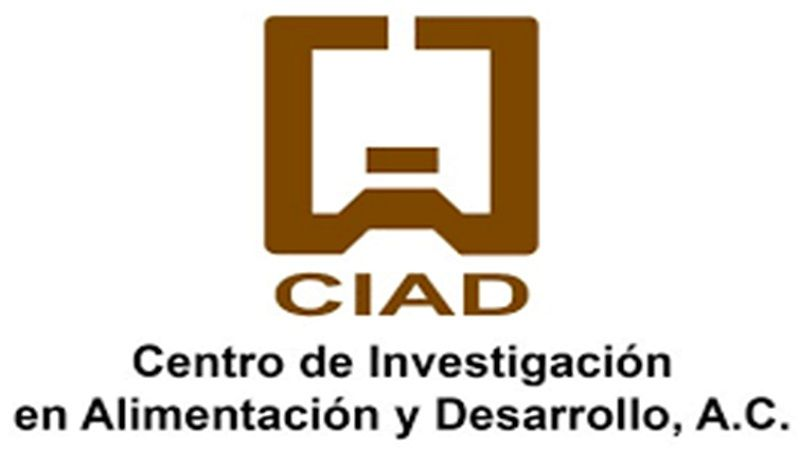 CIAD
Centro de Investigación
en Alimentación y Desarrollo, A.C.